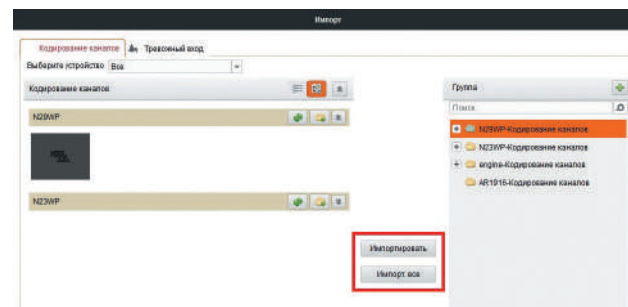 Импорт
Кодирование каналов
Тревожный вход
Выберите устройство Все
Кодирование каналов
N29WP
N23WP
Импортировать
Импорт все
Группа
Поиск
N29WP-Кодирование каналов
N23WP-Кодирование каналов
engine-Кодирование каналов
AR1916-Кодирование каналов